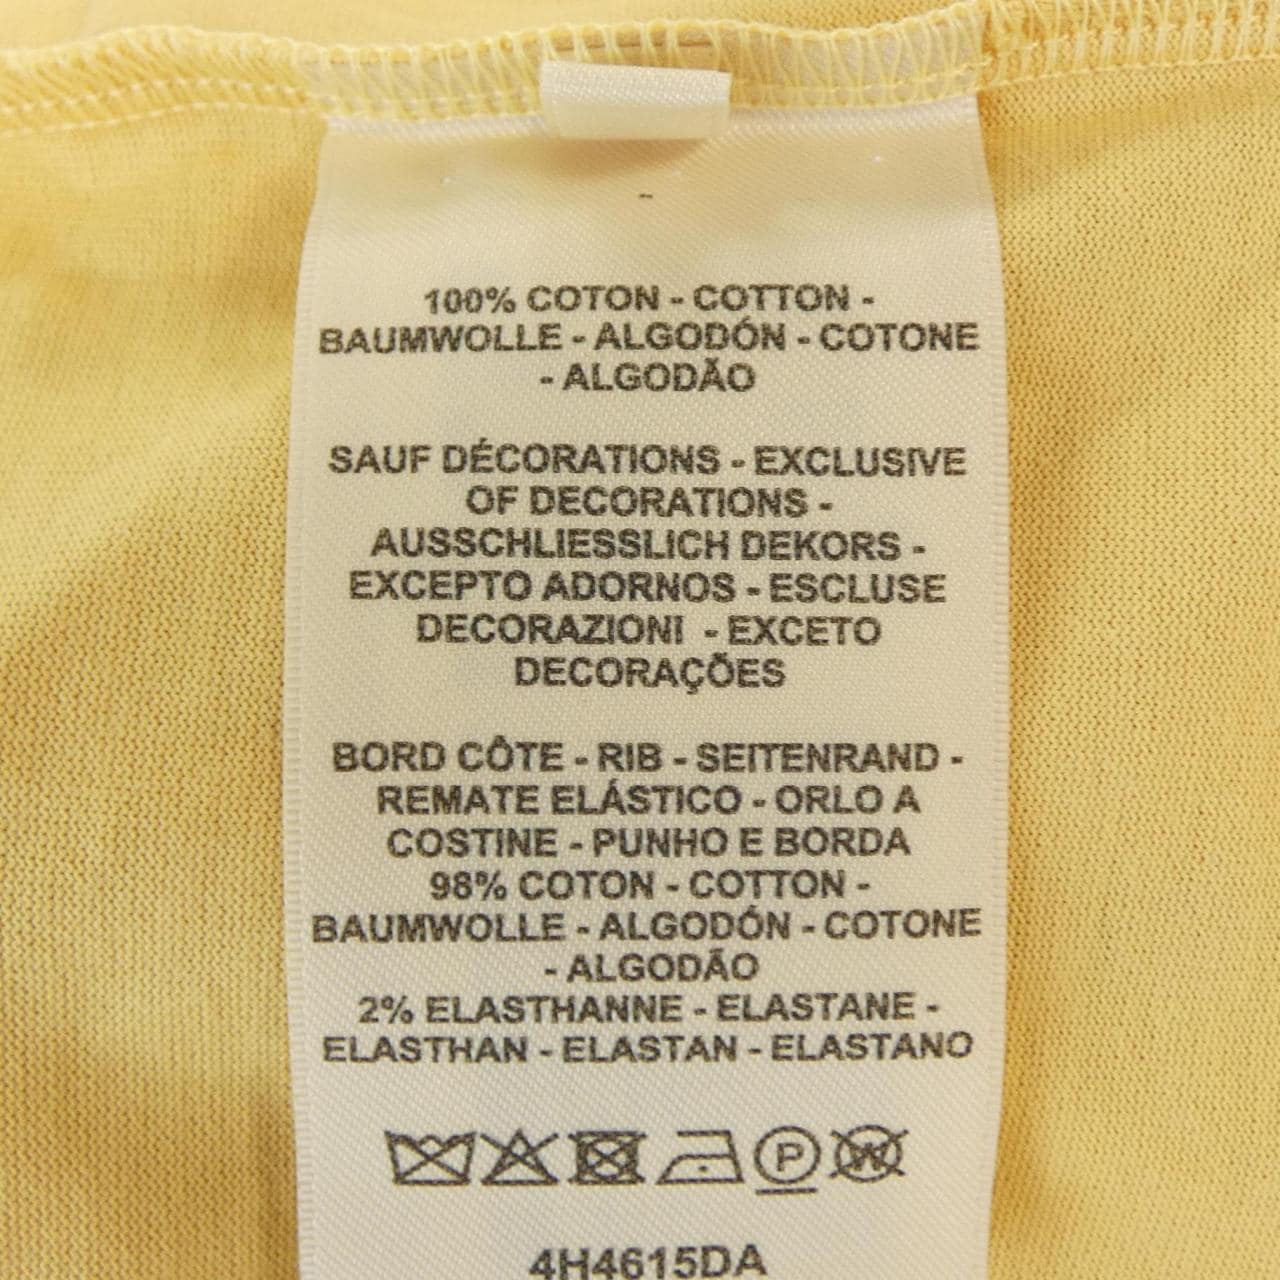 100% COTON - COTTON -
BAUMWOLLE - ALGODÓN - COTONE
- ALGODÃO
SAUF DÉCORATIONS - EXCLUSIVE
OF DECORATIONS -
AUSSCHLIESSLICH DEKORS -
EXCEPTO ADORNOS - ESCLUSE
DECORAZIONI - EXCETO
DECORAÇÕES
BORD CÔTE - RIB - SEITENRAND -
REMATE ELÁSTICO - ORLO A
COSTINE - PUNHO E BORDA
98% COTON - COTTON -
BAUMWOLLE - ALGODÓN - COTONE
- ALGODÃO
2% ELASTHANNE - ELASTANE -
ELASTHAN - ELASTAN - ELASTANO
P W
4H4615DA